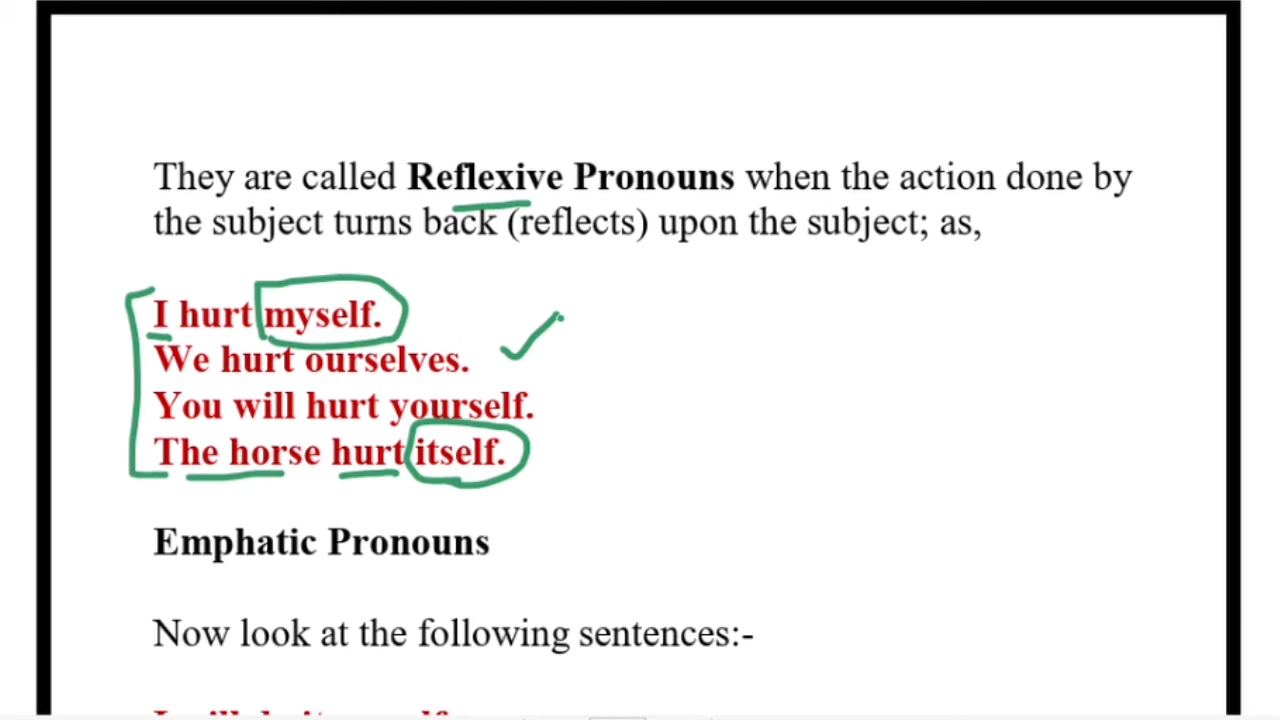 They are called Reflexive Pronouns when the action done by
the subject turns back (reflects) upon the subject; as,
I hurt myself.
We hurt ourselves.
You will hurt yourself.
The horse hurt itself.
Emphatic Pronouns
Now look at the following sentences:-